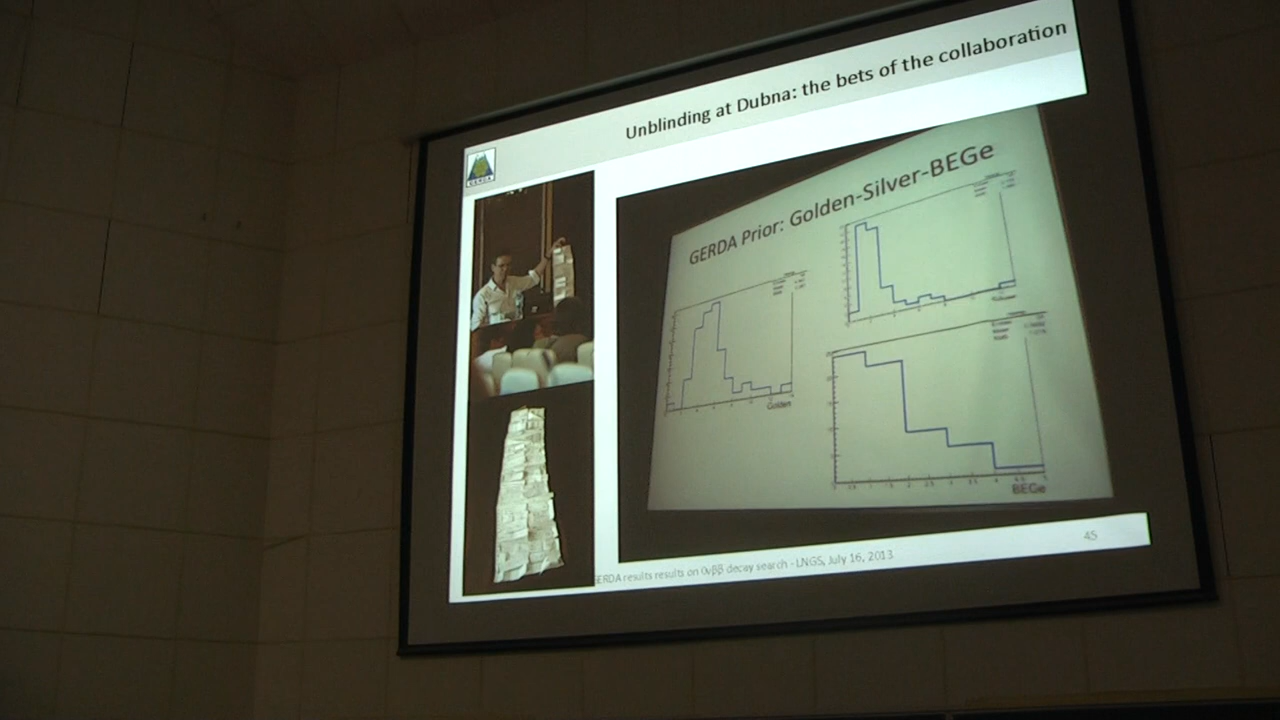 Unblinding at Dubna: the bets of the collaboration
GERDA
GERDA Prior: Golden-Silver-BEGe
Golden
BEGe
GERDA results results on 0νββ decay search - LNGS, July 16, 2013
45